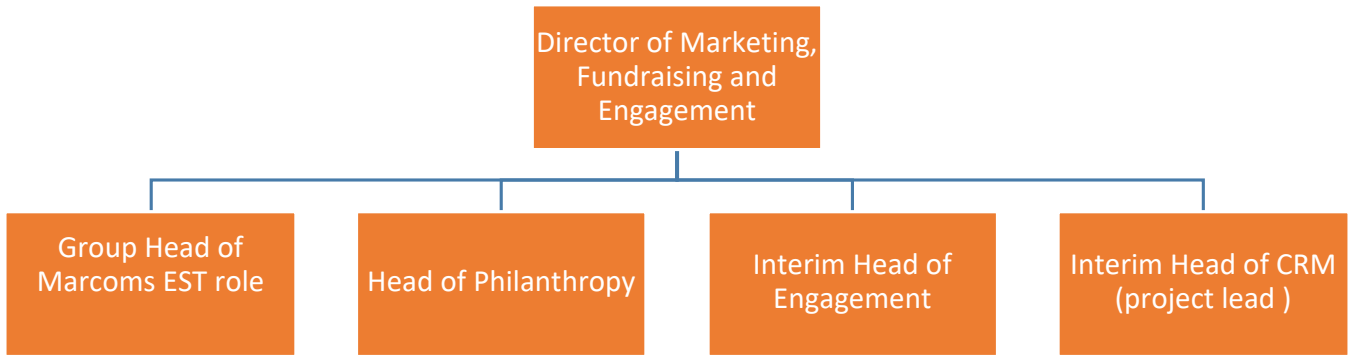 Director of Marketing,
Fundraising and
Engagement
Group Head of
Marcoms EST role
Head of Philanthropy
Interim Head of
Engagement
Interim Head of CRM
(project lead )